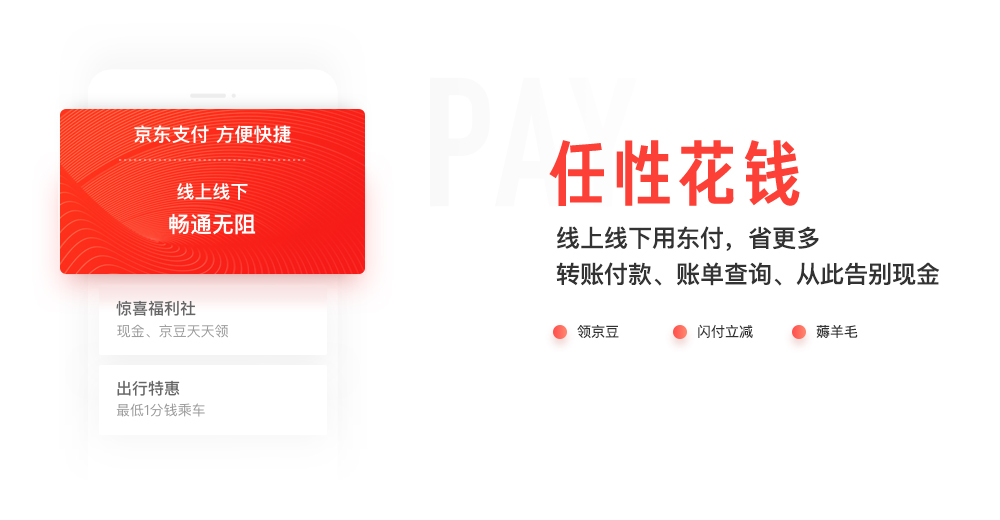 京东支付 方便快捷
线上线下
畅通无阻
惊喜福利社
现金、京豆天天领
出行特惠
最低1分钱乘车
PAY
任性花钱
线上线下用东付，省更多
转账付款、账单查询、从此告别现金
领京豆
闪付立减
薅羊毛